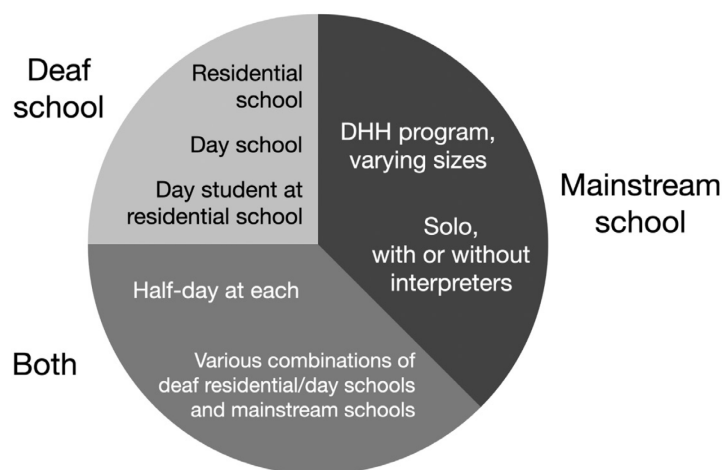 Deaf
school
Residential
school
Day school
Day student at
residential school
DHH program,
varying sizes
Solo,
with or without
interpreters
Mainstream
school
Both
Half-day at each
Various combinations of
deaf residential/day schools
and mainstream schools